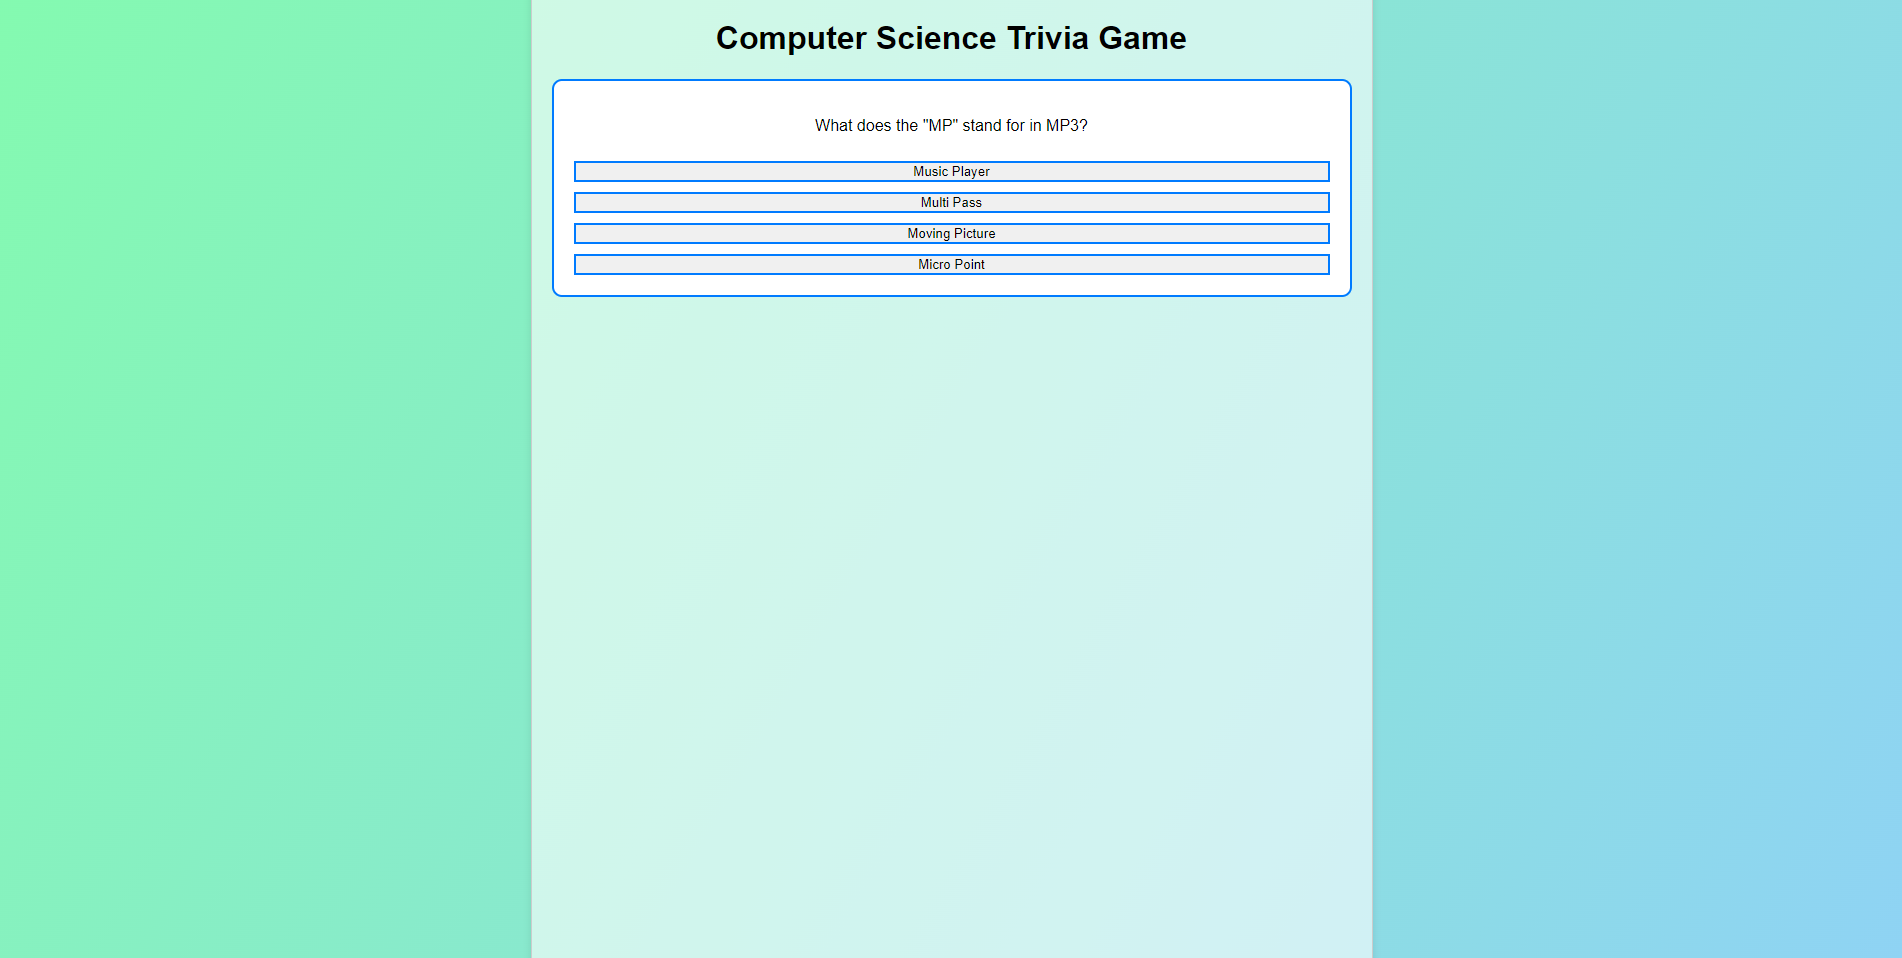 Computer Science Trivia Game
What does the "MP" stand for in MP3?
Music Player
Multi Pass
Moving Picture
Micro Point